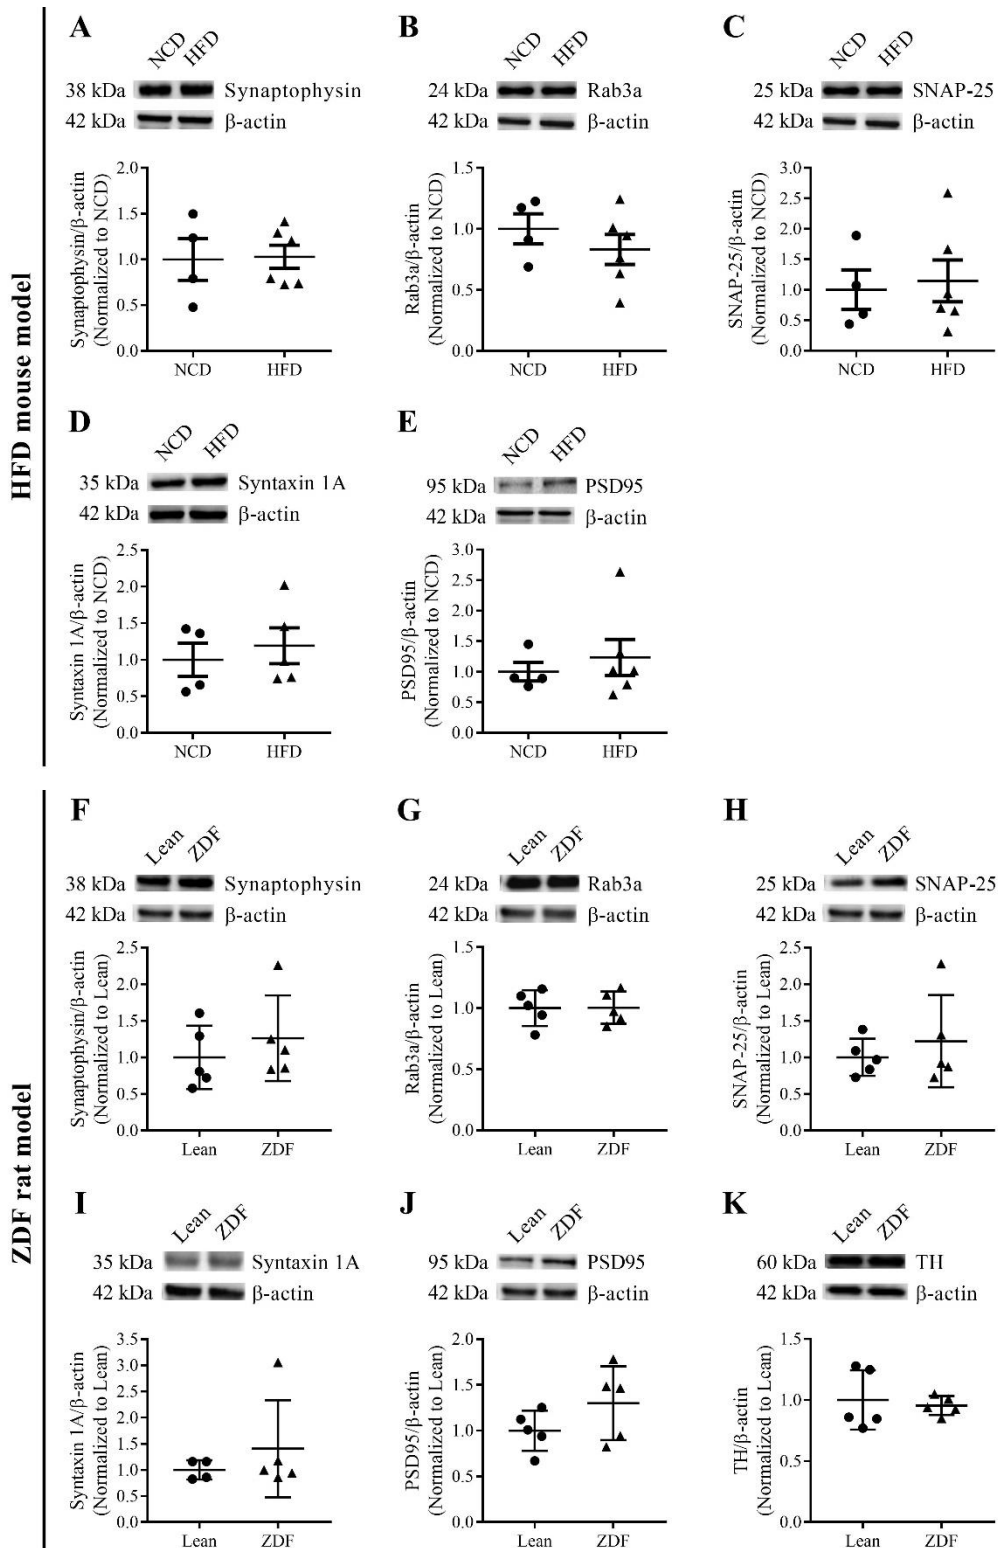 HFD mouse model
A
NCD HFD
38 kDa Synaptophysin
42 kDa β-actin
Synaptophysin/β-actin
(Normalized to NCD)
2.0
1.5
1.0
0.5
0.0
NCD HFD
B
NCD HFD
24 kDa Rab3a
42 kDa β-actin
Rab3a/β-actin
(Normalized to NCD)
1.5
1.0
0.5
0.0
NCD HFD
C
NCD HFD
25 kDa SNAP-25
42 kDa β-actin
SNAP-25/β-actin
(Normalized to NCD)
3.0
2.5
2.0
1.5
1.0
0.5
0.0
NCD HFD
D
NCD HFD
35 kDa Syntaxin 1A
42 kDa β-actin
Syntaxin 1A/β-actin
(Normalized to NCD)
2.5
2.0
1.5
1.0
0.5
0.0
NCD HFD
E
NCD HFD
95 kDa PSD95
42 kDa β-actin
PSD95/β-actin
(Normalized to NCD)
3.0
2.5
2.0
1.5
1.0
0.5
0.0
NCD HFD
ZDF rat model
F
Lean ZDF
38 kDa Synaptophysin
42 kDa β-actin
Synaptophysin/β-actin
(Normalized to Lean)
2.5
2.0
1.5
1.0
0.5
0.0
Lean ZDF
G
Lean ZDF
24 kDa Rab3a
42 kDa β-actin
Rab3a/β-actin
(Normalized to Lean)
1.5
1.0
0.5
0.0
Lean ZDF
H
Lean ZDF
25 kDa SNAP-25
42 kDa β-actin
SNAP-25/β-actin
(Normalized to Lean)
2.5
2.0
1.5
1.0
0.5
0.0
Lean ZDF
I
Lean ZDF
35 kDa Syntaxin 1A
42 kDa β-actin
Syntaxin 1A/β-actin
(Normalized to Lean)
3.5
3.0
2.5
2.0
1.5
1.0
0.5
0.0
Lean ZDF
J
Lean ZDF
95 kDa PSD95
42 kDa β-actin
PSD95/β-actin
(Normalized to Lean)
2.0
1.5
1.0
0.5
0.0
Lean ZDF
K
Lean ZDF
60 kDa TH
42 kDa β-actin
TH/β-actin
(Normalized to Lean)
1.5
1.0
0.5
0.0
Lean ZDF